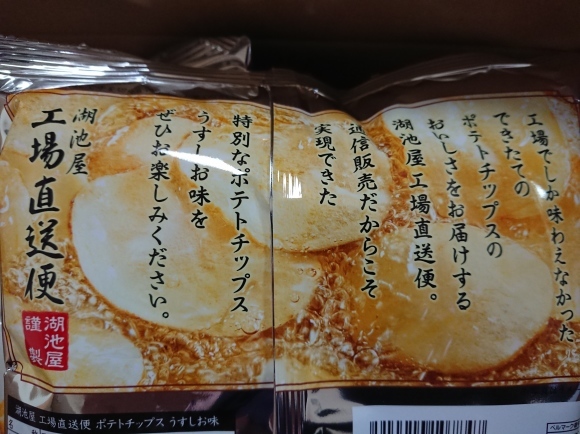 工場でしか味わえなかった
できたての
ポテトチップスの
おいしさをお届けする
湖池屋工場直送便。
通信販売だからこそ
実現できた
特別なポテトチップス
うすしお味を
ぜひお楽しみください。
湖池屋
工場直送便
湖池屋
謹製
湖池屋 工場直送便 ポテトチップス うすしお味
名
ベルマーク